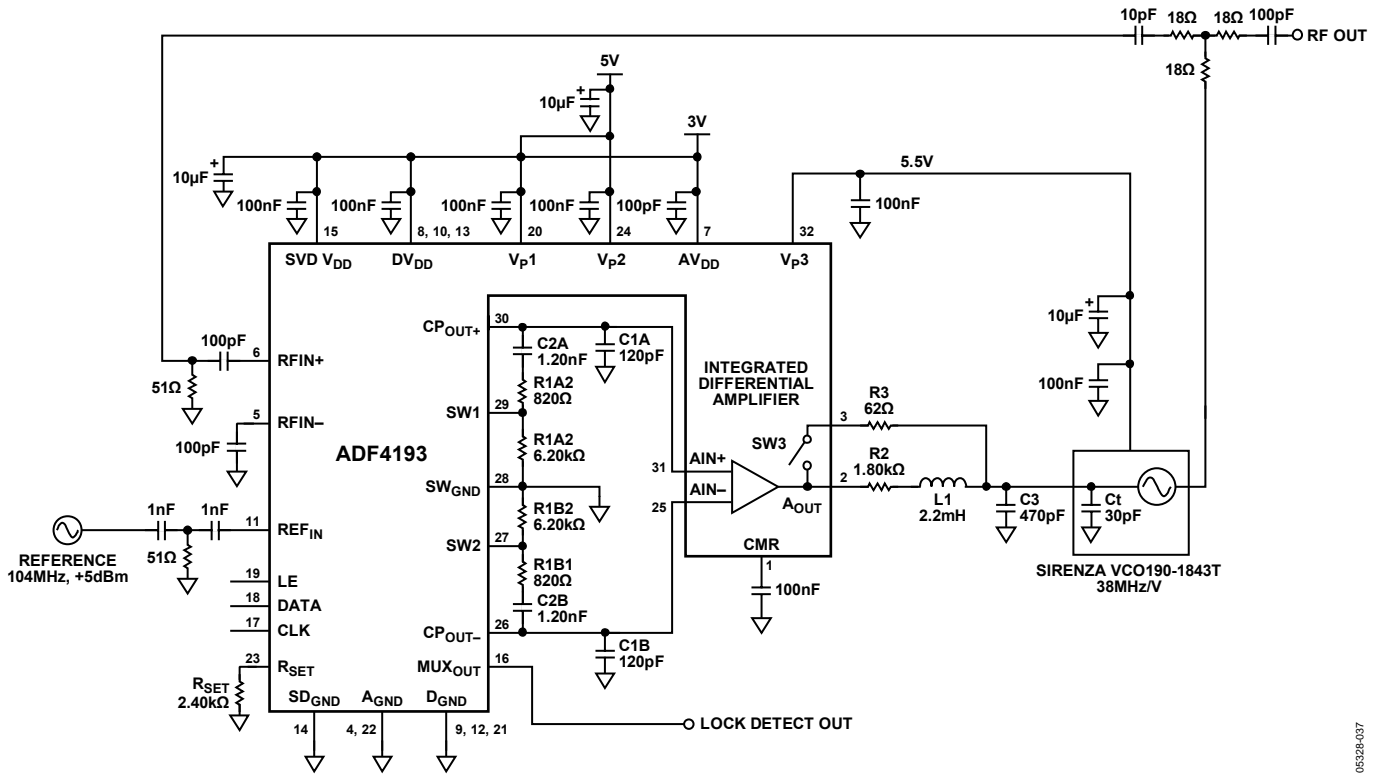 10pF
18Ω
18Ω
100pF
RF OUT
18Ω
5V
10µF
+
3V
10µF
+
5.5V
100nF
100nF
100nF
100nF
100pF
100nF
15
8, 10, 13
20
24
7
32
SVD VDD
DVDD
VP1
VP2
AVDD
VP3
10µF
+
100nF
100pF
6
RFIN+
51Ω
5
RFIN–
100pF
ADF4193
CPOUT+
30
C2A
1.20nF
C1A
120pF
R1A2
820Ω
SW1
29
R1A2
6.20kΩ
SWGND
28
R1B2
6.20kΩ
SW2
27
R1B1
820Ω
C2B
1.20nF
CPOUT–
26
C1B
120pF
INTEGRATED
DIFFERENTIAL
AMPLIFIER
SW3
31
AIN+
25
AIN–
AOUT
3
R3
62Ω
2
R2
1.80kΩ
L1
2.2mH
C3
470pF
Ct
30pF
CMR
1
100nF
SIRENZA VCO190-1843T
38MHz/V
1nF
1nF
11
REFIN
51Ω
REFERENCE
104MHz, +5dBm
19
LE
18
DATA
17
CLK
23
RSET
RSET
2.40kΩ
MUXOUT
16
SDGND
AGND
DGND
14
4, 22
9, 12, 21
LOCK DETECT OUT
05328-037